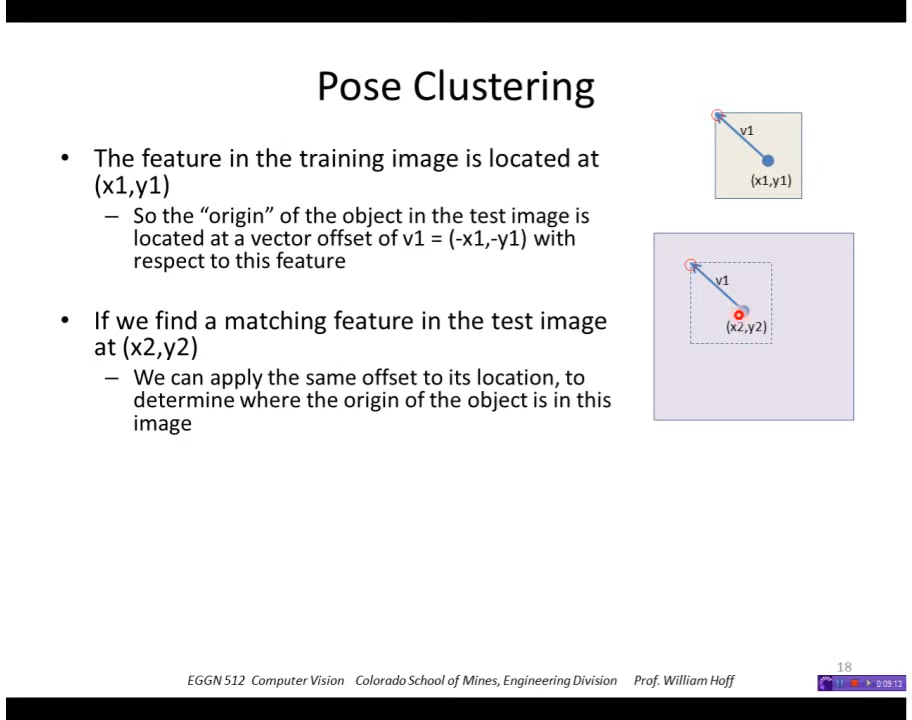 Pose Clustering
• The feature in the training image is located at
(x1,y1)
– So the “origin” of the object in the test image is
located at a vector offset of v1 = (-x1,-y1) with
respect to this feature
• If we find a matching feature in the test image
at (x2,y2)
– We can apply the same offset to its location, to
determine where the origin of the object is in this
image
v1
(x1,y1)
v1
(x2,y2)
18
EGGN 512 Computer Vision Colorado School of Mines, Engineering Division Prof. William Hoff
0:09:13